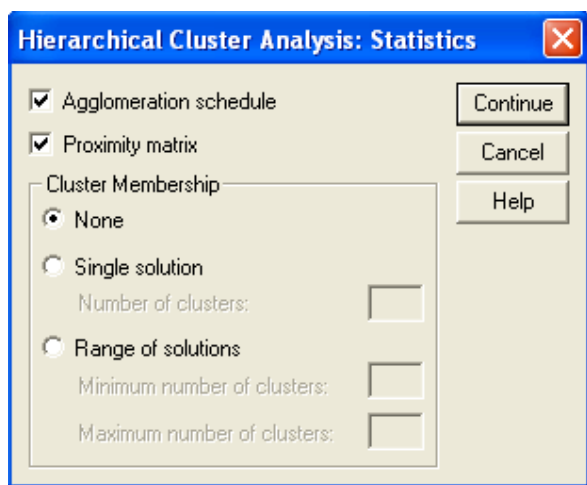 Hierarchical Cluster Analysis: Statistics
Agglomeration schedule
Continue
Proximity matrix
Cancel
Cluster Membership
Help
None
Single solution
Number of clusters:
Range of solutions
Minimum number of clusters:
Maximum number of clusters: